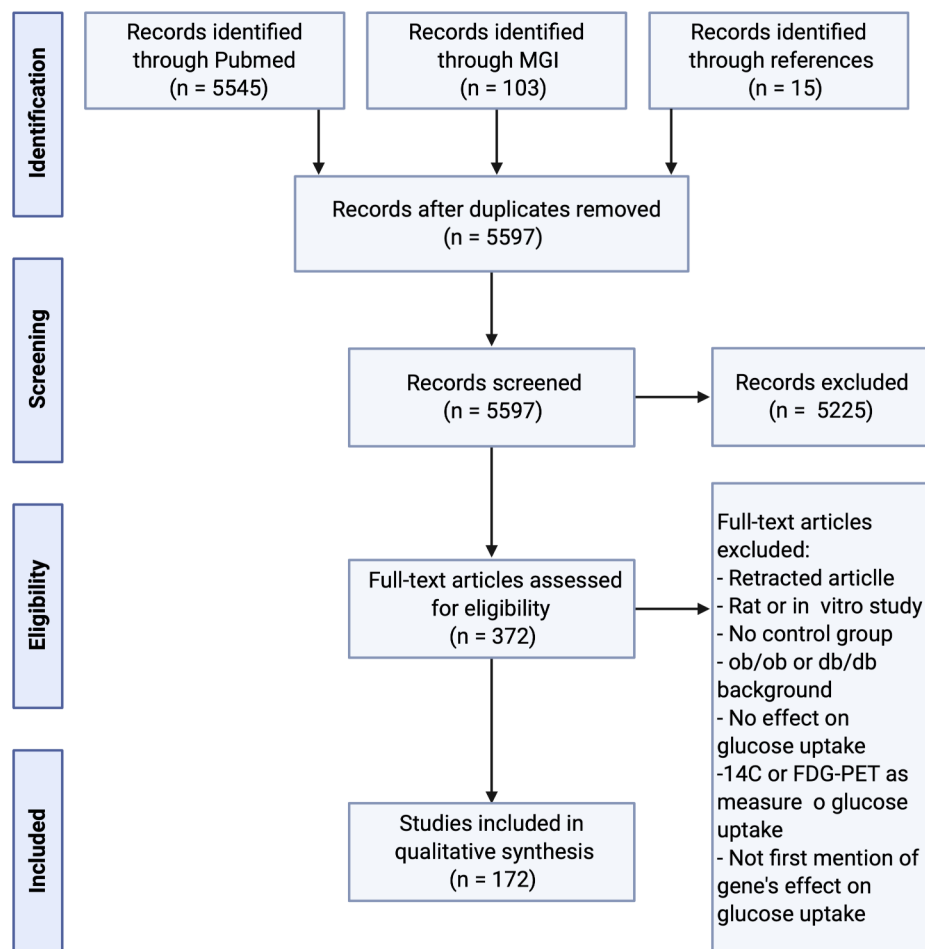 Identification
Records identified
through Pubmed
(n = 5545)
Records identified
through MGI
(n = 103)
Records identified
through references
(n = 15)
Records after duplicates removed
(n = 5597)
Screening
Records screened
(n = 5597)
Records excluded
(n =  5225)
Eligibility
Full-text articles assessed
for eligibility
(n = 372)
Full-text articles
excluded:
- Retracted articlle
- Rat or in  vitro study
- No control group
- ob/ob or db/db
background
- No effect on
glucose uptake
-14C or FDG-PET as
measure  o glucose
uptake
- Not first mention of
gene's effect on
glucose uptake
Included
Studies included in
qualitative synthesis
(n = 172)